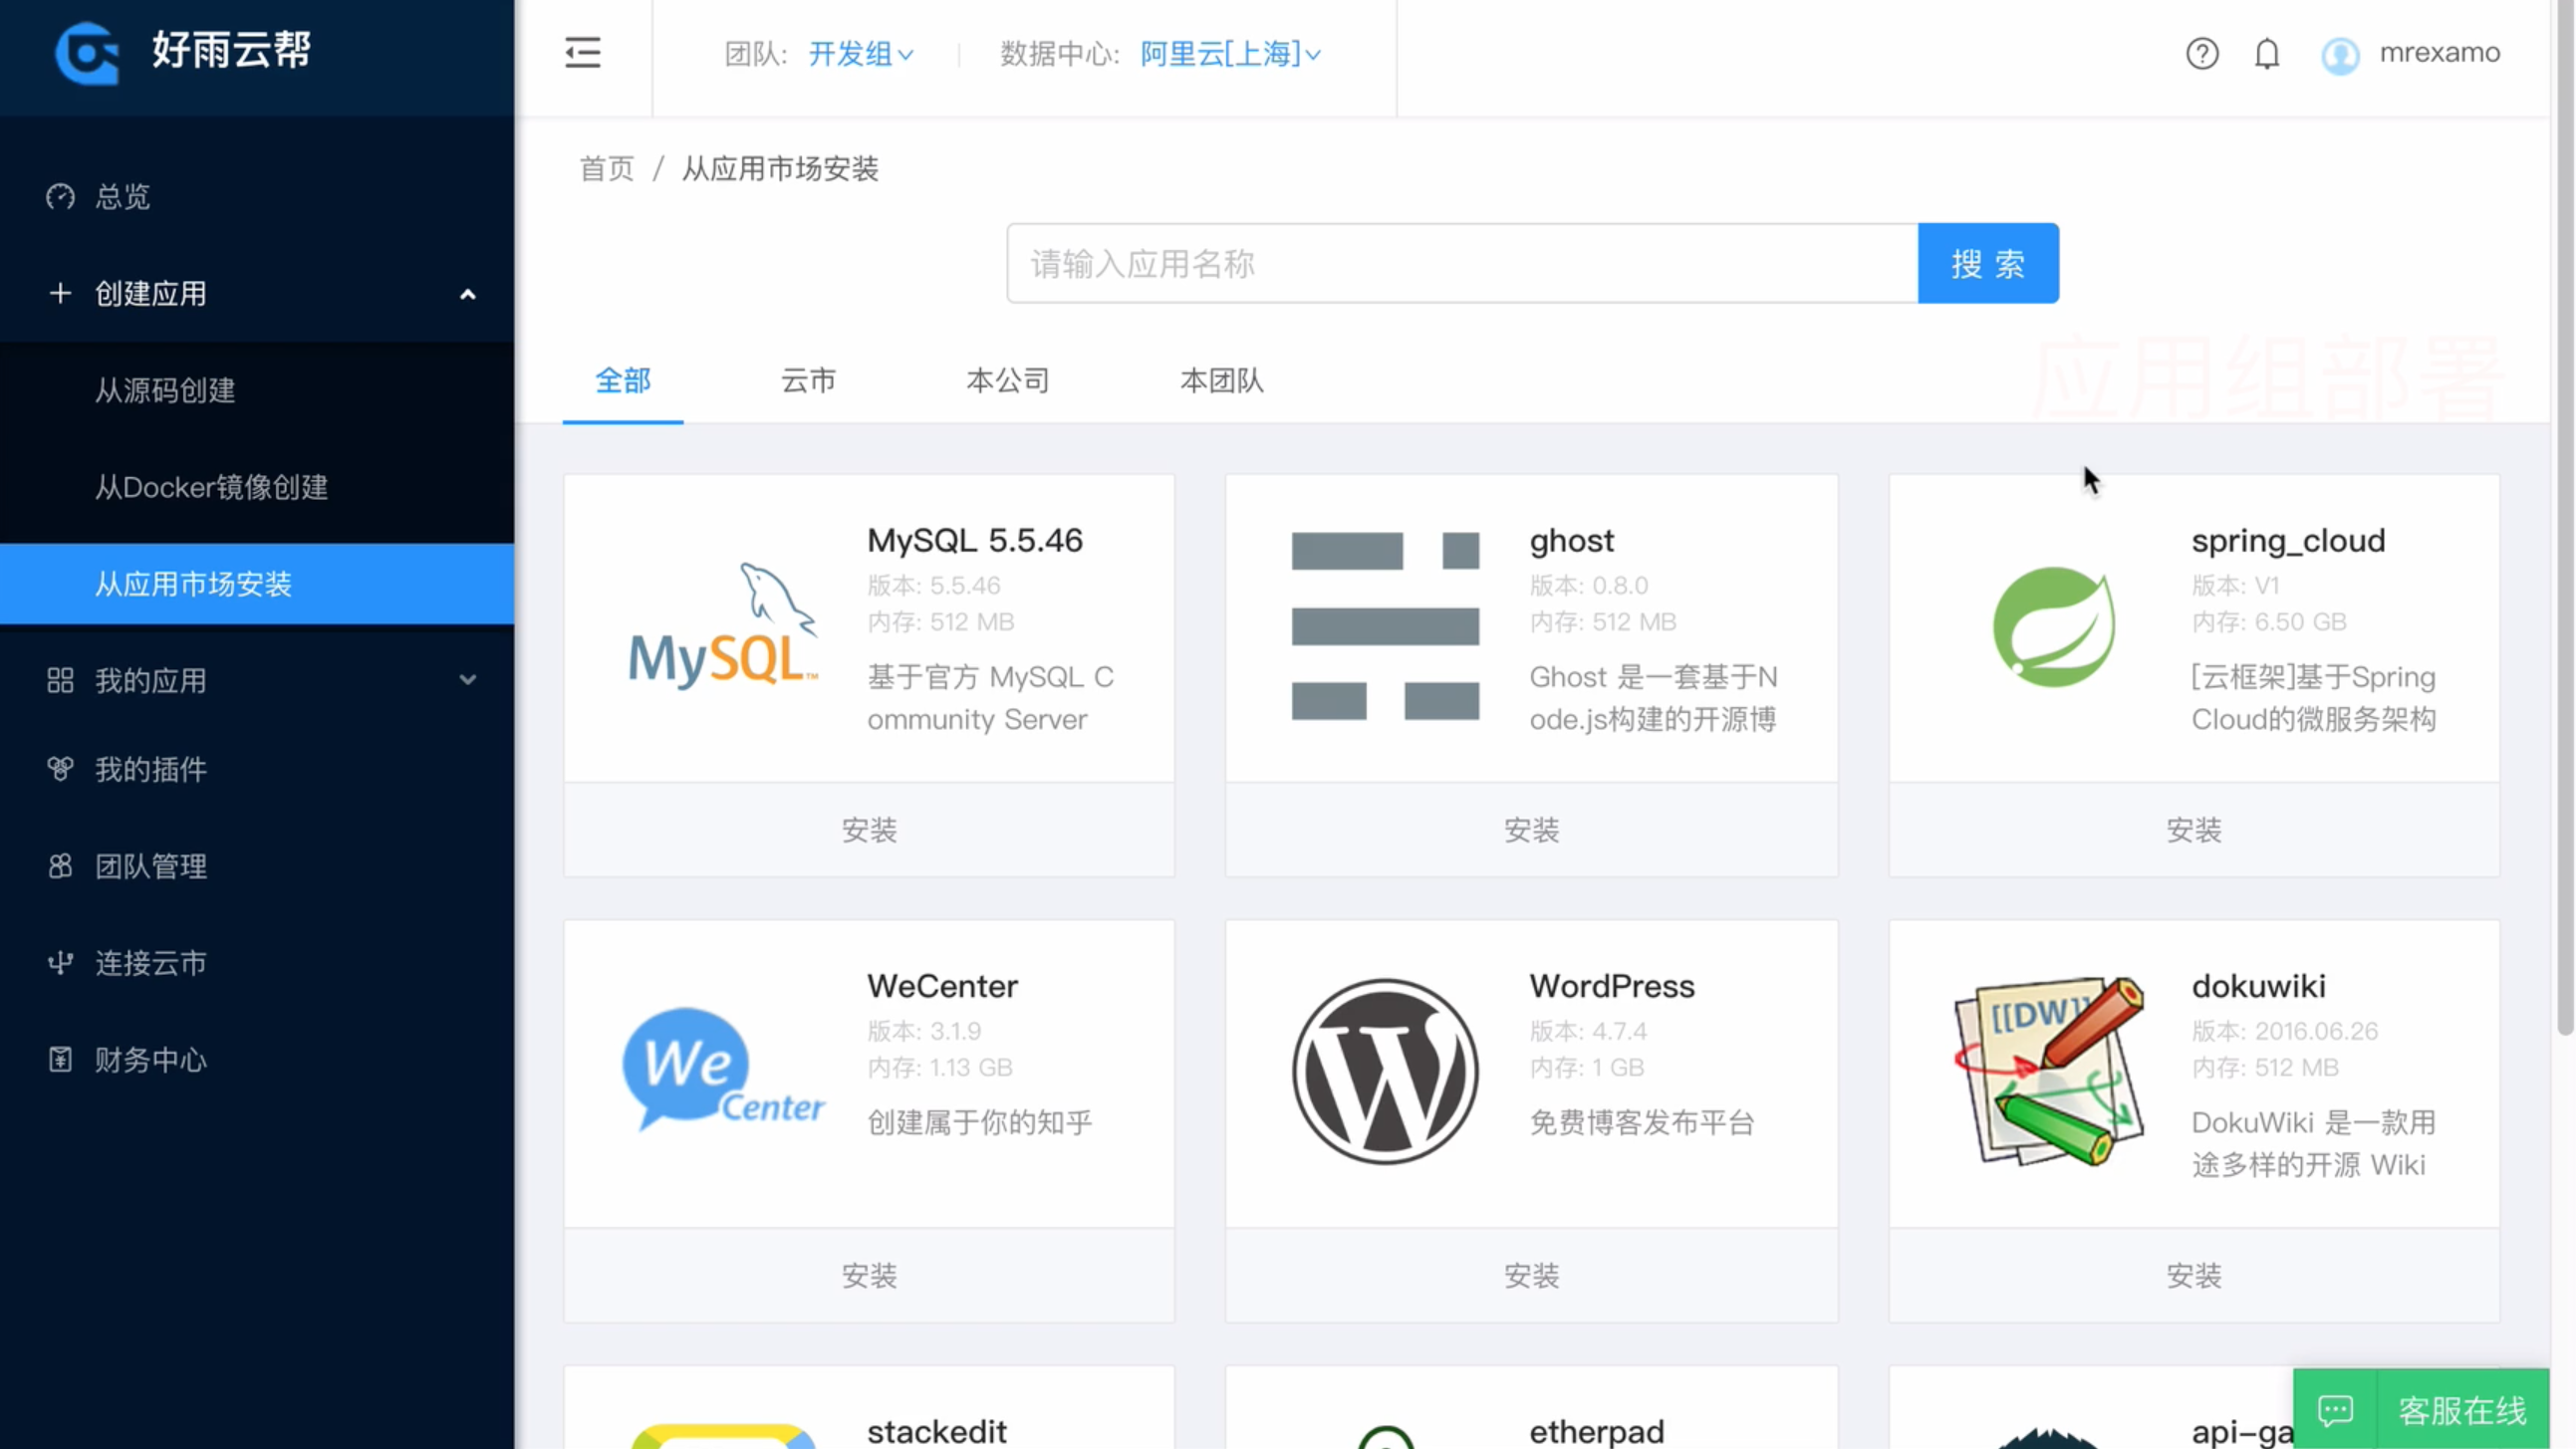 好雨云帮
团队: 开发组
数据中心: 阿里云[上海]
mrexamo
总览
创建应用
从源码创建
从Docker镜像创建
从应用市场安装
我的应用
我的插件
团队管理
连接云市
财务中心
首页 / 从应用市场安装
请输入应用名称
搜 索
应用组部署
全部
云市
本公司
本团队
MySQL™
MySQL 5.5.46
版本: 5.5.46
内存: 512 MB
基于官方 MySQL C
ommunity Server
安装
ghost
版本: 0.8.0
内存: 512 MB
Ghost 是一套基于N
ode.js构建的开源博
安装
spring_cloud
版本: V1
内存: 6.50 GB
[云框架]基于Spring
Cloud的微服务架构
安装
We
Center
WeCenter
版本: 3.1.9
内存: 1.13 GB
创建属于你的知乎
安装
WordPress
版本: 4.7.4
内存: 1 GB
免费博客发布平台
安装
[[DW]]
dokuwiki
版本: 2016.06.26
内存: 512 MB
DokuWiki 是一款用
途多样的开源 Wiki
安装
stackedit
etherpad
api-ga
客服在线